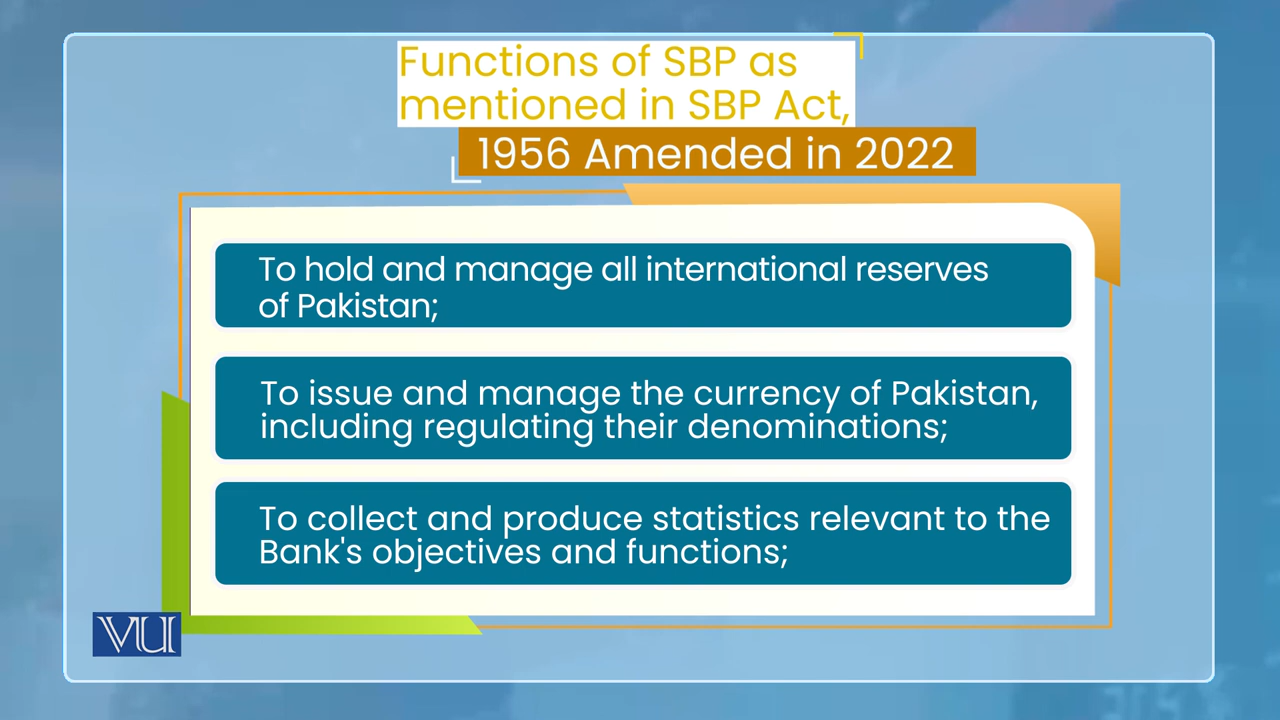 Functions of SBP as
mentioned in SBP Act,
1956 Amended in 2022
To hold and manage all international reserves
of Pakistan;
To issue and manage the currency of Pakistan,
including regulating their denominations;
To collect and produce statistics relevant to the
Bank's objectives and functions;
VU